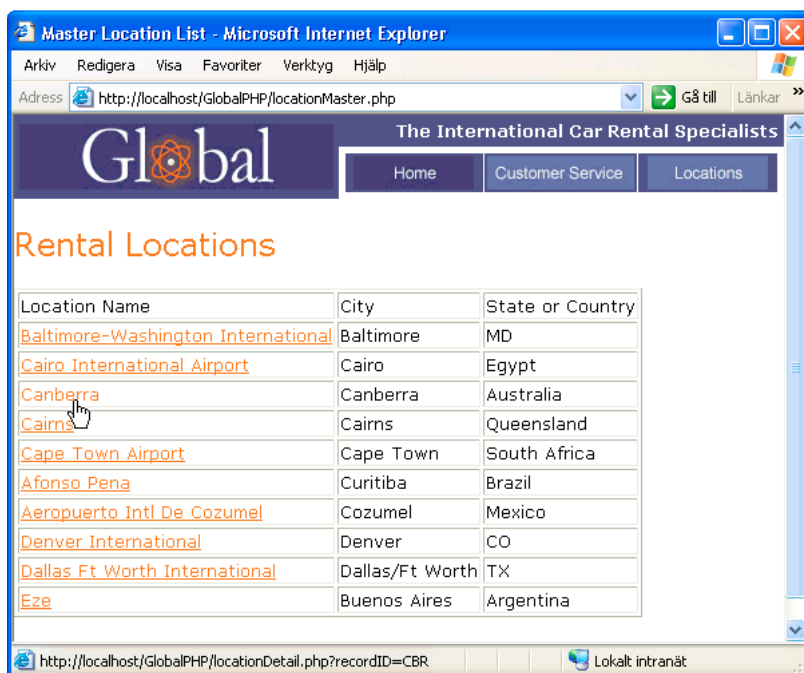 Master Location List - Microsoft Internet Explorer
Arkiv Redigera Visa Favoriter Verktyg Hjälp
Adress http://localhost/GlobalPHP/locationMaster.php Gå till Länkar »
Global The International Car Rental Specialists
Home Customer Service Locations
Rental Locations
Location Name City State or Country
Baltimore-Washington International Baltimore MD
Cairo International Airport Cairo Egypt
Canberra Canberra Australia
Cairns Cairns Queensland
Cape Town Airport Cape Town South Africa
Afonso Pena Curitiba Brazil
Aeropuerto Intl De Cozumel Cozumel Mexico
Denver International Denver CO
Dallas Ft Worth International Dallas/Ft Worth TX
Eze Buenos Aires Argentina
http://localhost/GlobalPHP/locationDetail.php?recordID=CBR Lokalt intranät